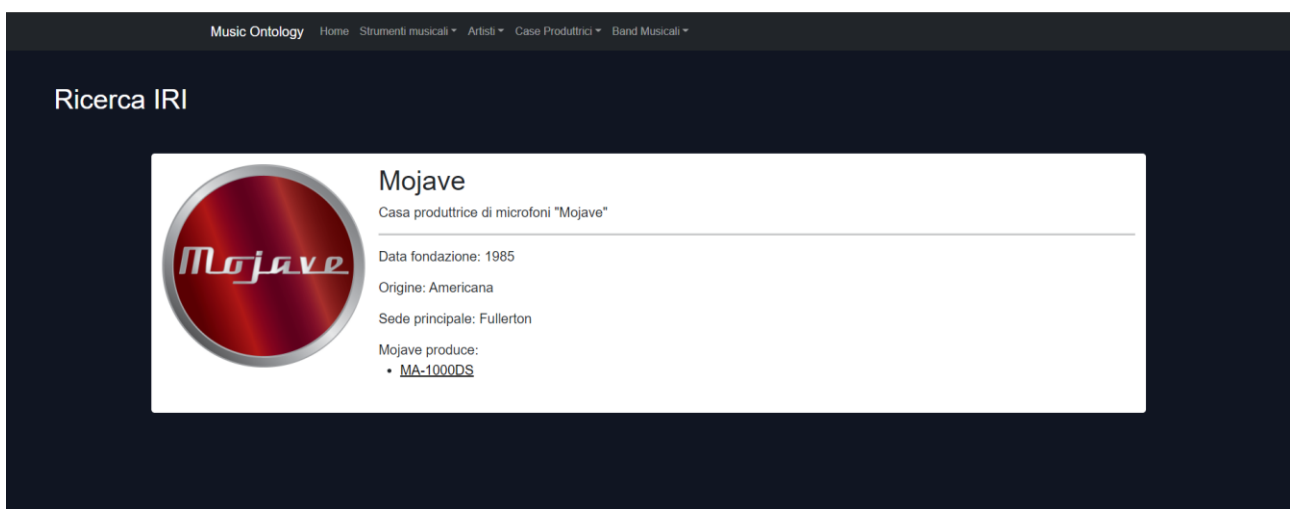 Music Ontology Home Strumenti musicali Artisti Case Produttrici Band Musicali
Ricerca IRI
Mojave
Mojave
Casa produttrice di microfoni "Mojave"
Data fondazione: 1985
Origine: Americana
Sede principale: Fullerton
Mojave produce:
• MA-1000DS